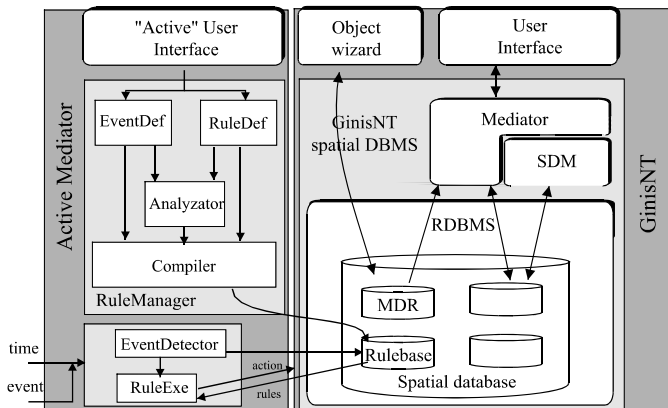 "Active" User
Interface
Object
wizard
User
Interface
Active Mediator
EventDef
RuleDef
Analyzator
Compiler
RuleManager
GinisNT
spatial DBMS
Mediator
SDM
GinisNT
RDBMS
MDR
Rulebase
Spatial database
time
event
EventDetector
RuleExe
action
rules